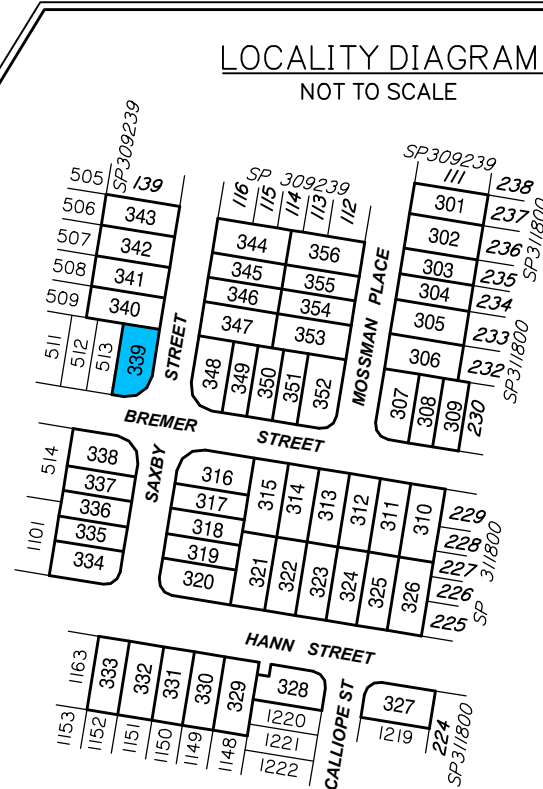 LOCALITY DIAGRAM
NOT TO SCALE
SP309239
505 139
506 343
507 342
508 341
509 340
511 512 513 339
STREET
116 SP 309239
115 114 113 112
344 356
345 355
346 354
347 353
348 349 350 351 352
MOSSMAN PLACE
SP309239
111 238
301 237
302 236
303 235
304 234
305 233
306 232
SP311800
SP311800
307 308 309 230
BREMER STREET
SAXBY
514 338
337
336
1101 335
334
316
317
318
319
320
315 314 313 312 311 310
229
228
321 322 323 324 325 326
227
226
225
SP 311800
HANN STREET
1163 333 332 331 330 329
328
1220
1221
1222
1153 1152 1151 1150 1149 1148
CALLIOPE ST
327
1219
224
SP311800